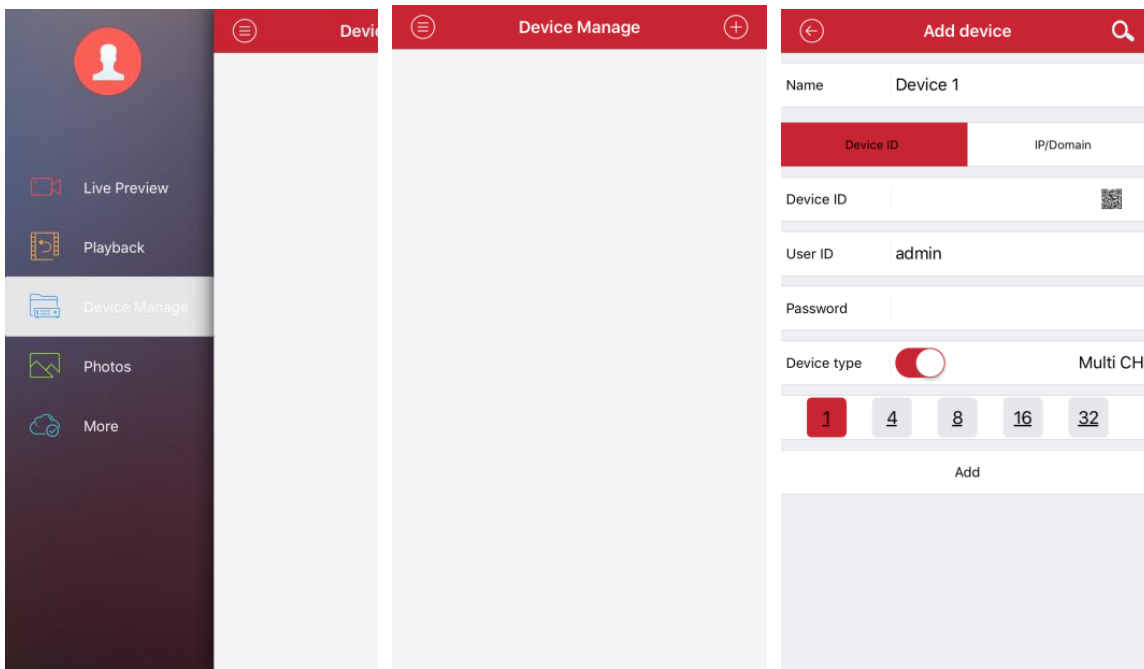 Devic
Live Preview
Playback
Device Manage
Photos
More
Device Manage
Add device
Name Device 1
Device ID IP/Domain
Device ID
User ID admin
Password
Device type Multi CH
1 4 8 16 32
Add